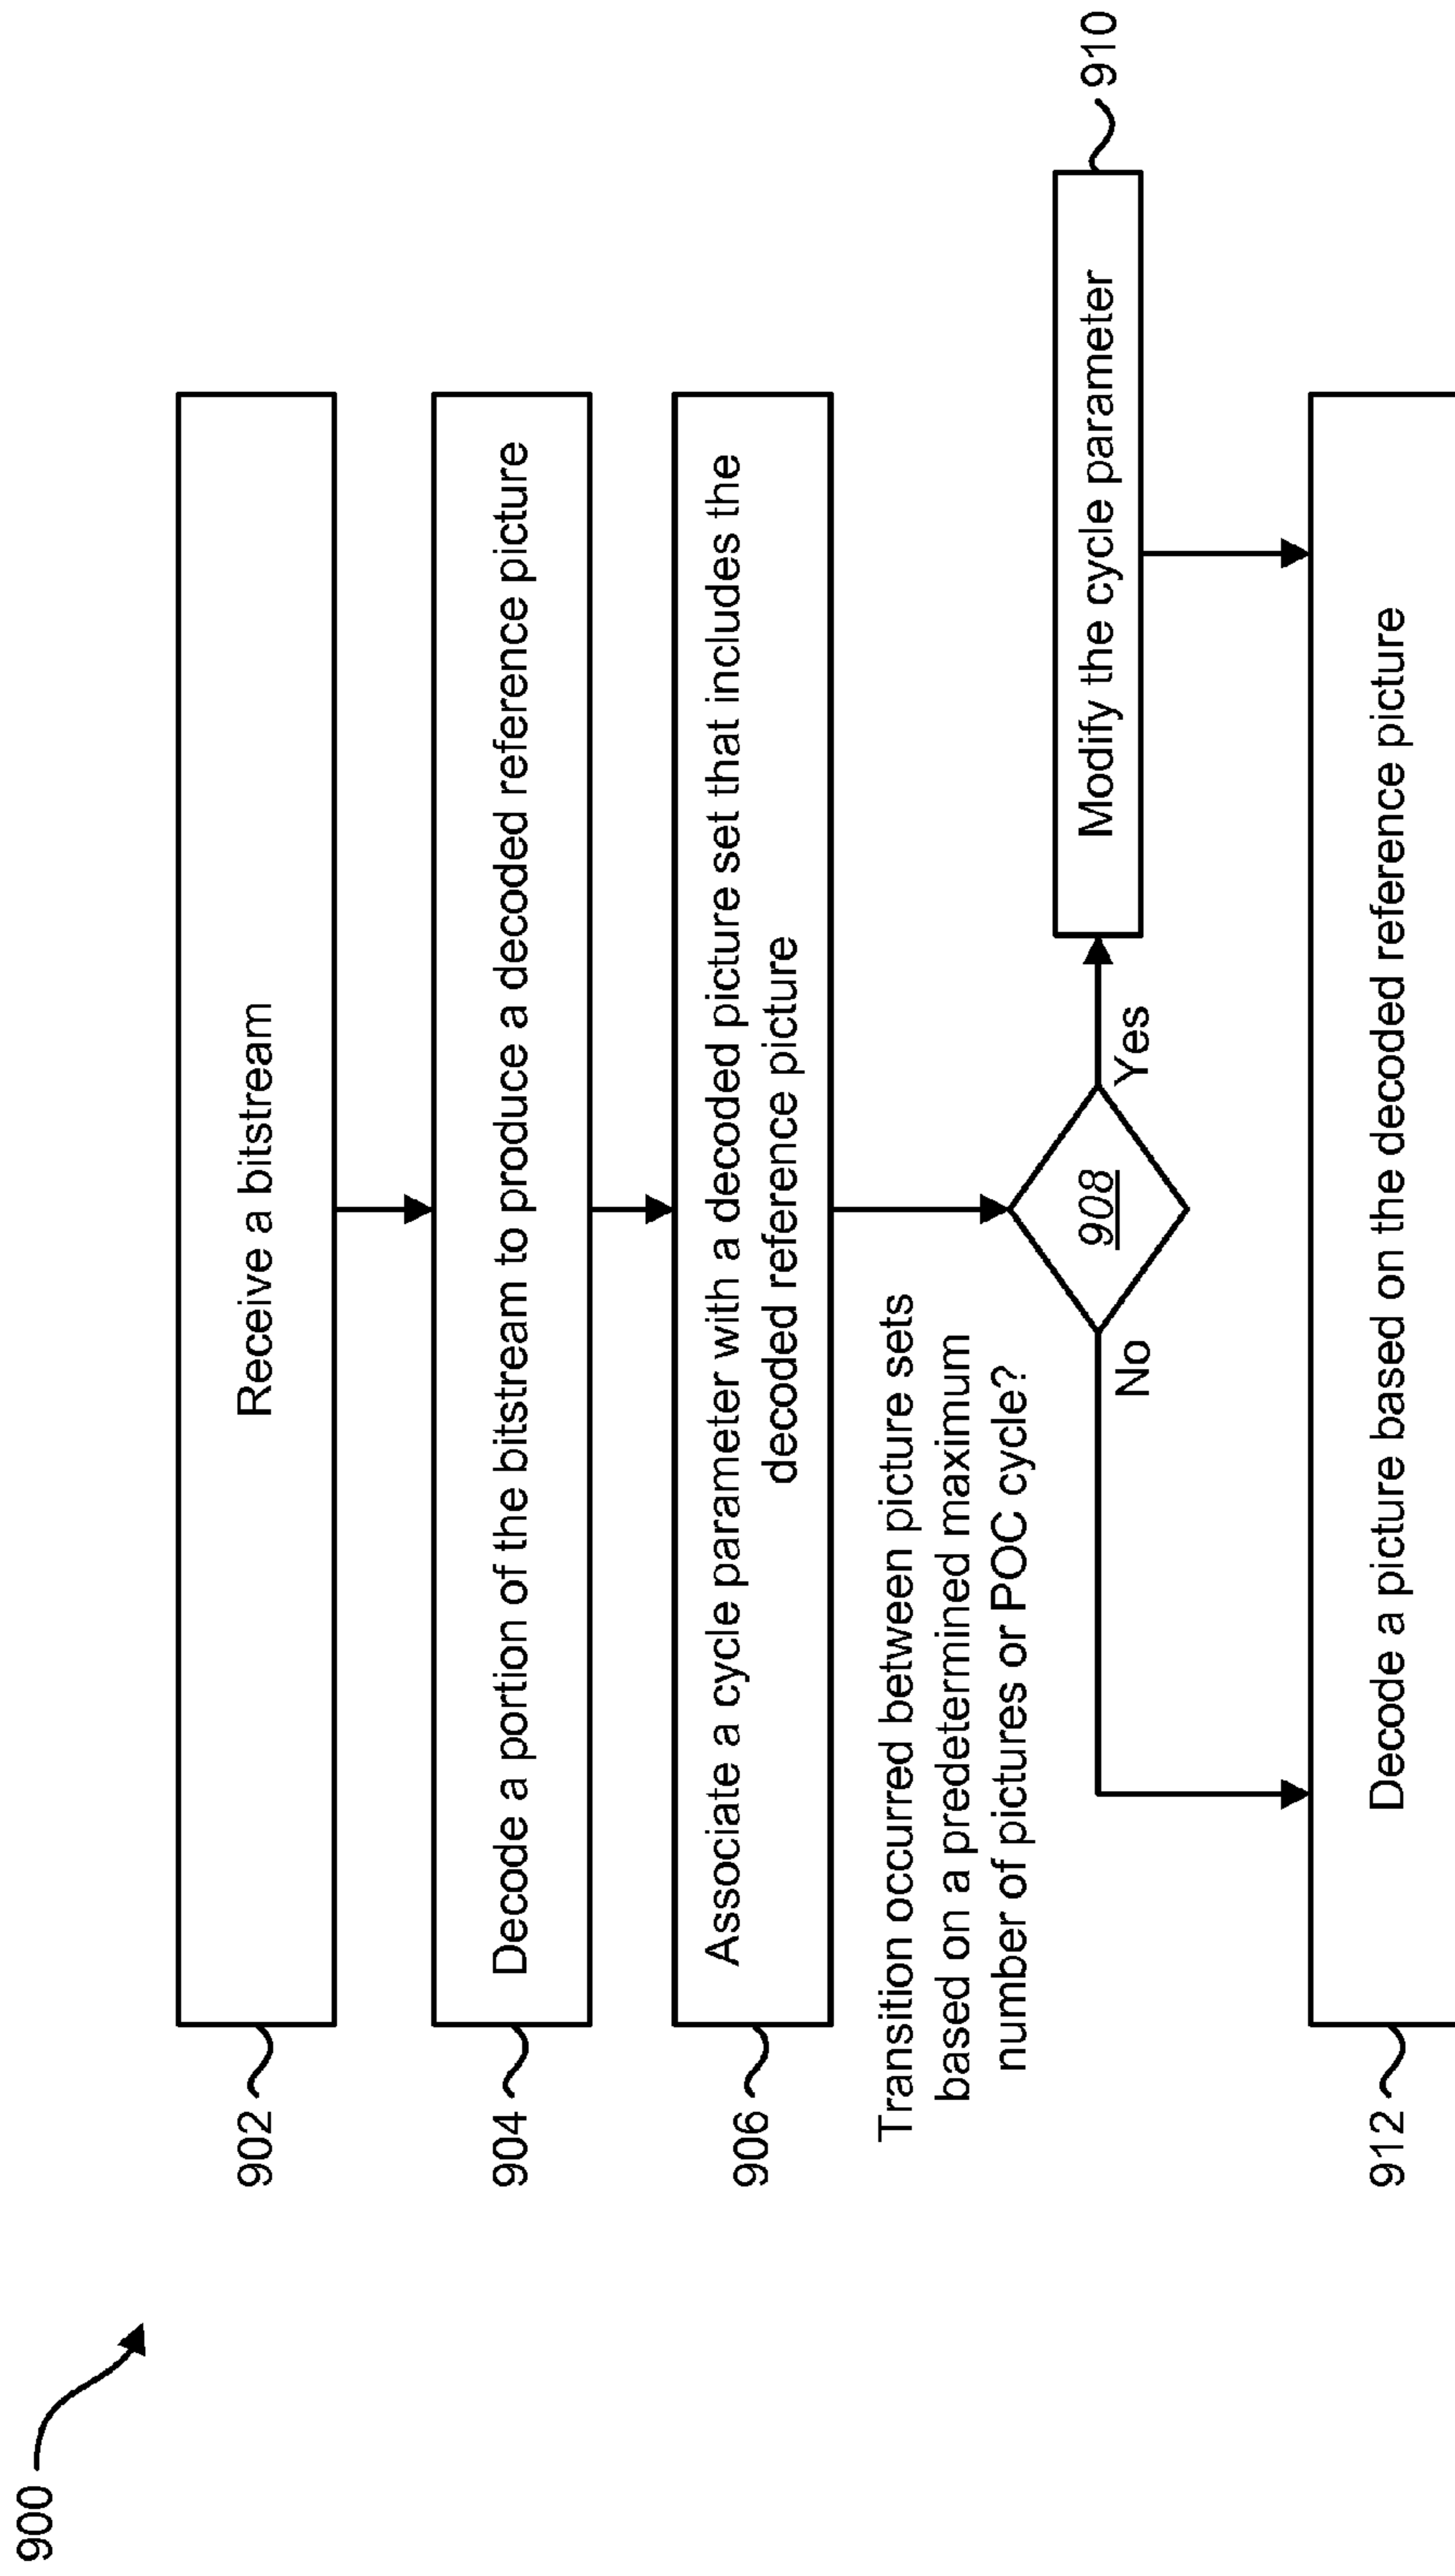 900
902
Receive a bitstream
904
Decode a portion of the bitstream to produce a decoded reference picture
906
Associate a cycle parameter with a decoded picture set that includes the
decoded reference picture
Transition occurred between picture sets
based on a predetermined maximum
number of pictures or POC cycle?
908
No
Yes
Modify the cycle parameter
910
912
Decode a picture based on the decoded reference picture